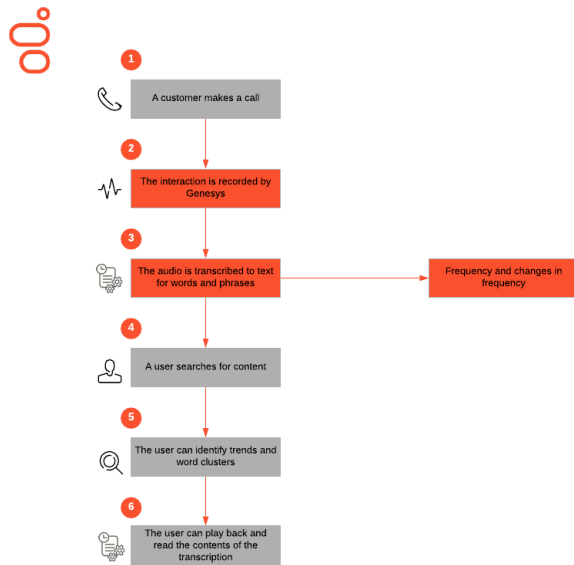 1
A customer makes a call
2
The interaction is recorded by
Genesys
3
The audio is transcribed to text
for words and phrases
Frequency and changes in
frequency
4
A user searches for content
5
The user can identify trends and
word clusters
6
The user can play back and
read the contents of the
transcription